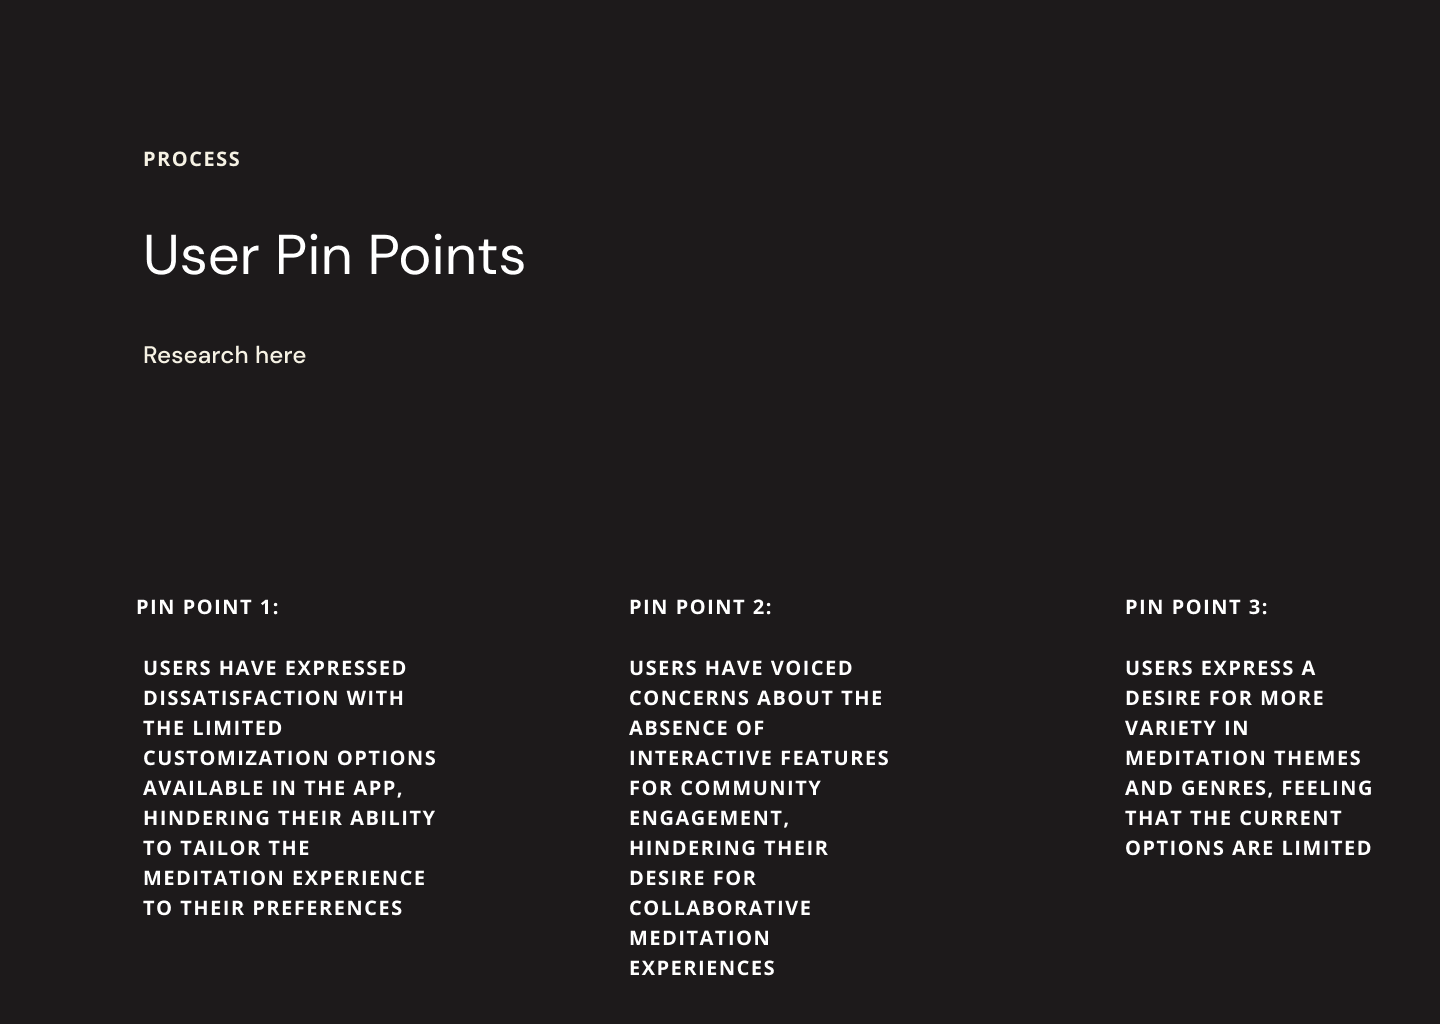 PROCESS
User Pin Points
Research here
PIN POINT 1:
USERS HAVE EXPRESSED
DISSATISFACTION WITH
THE LIMITED
CUSTOMIZATION OPTIONS
AVAILABLE IN THE APP,
HINDERING THEIR ABILITY
TO TAILOR THE
MEDITATION EXPERIENCE
TO THEIR PREFERENCES
PIN POINT 2:
USERS HAVE VOICED
CONCERNS ABOUT THE
ABSENCE OF
INTERACTIVE FEATURES
FOR COMMUNITY
ENGAGEMENT,
HINDERING THEIR
DESIRE FOR
COLLABORATIVE
MEDITATION
EXPERIENCES
PIN POINT 3:
USERS EXPRESS A
DESIRE FOR MORE
VARIETY IN
MEDITATION THEMES
AND GENRES, FEELING
THAT THE CURRENT
OPTIONS ARE LIMITED